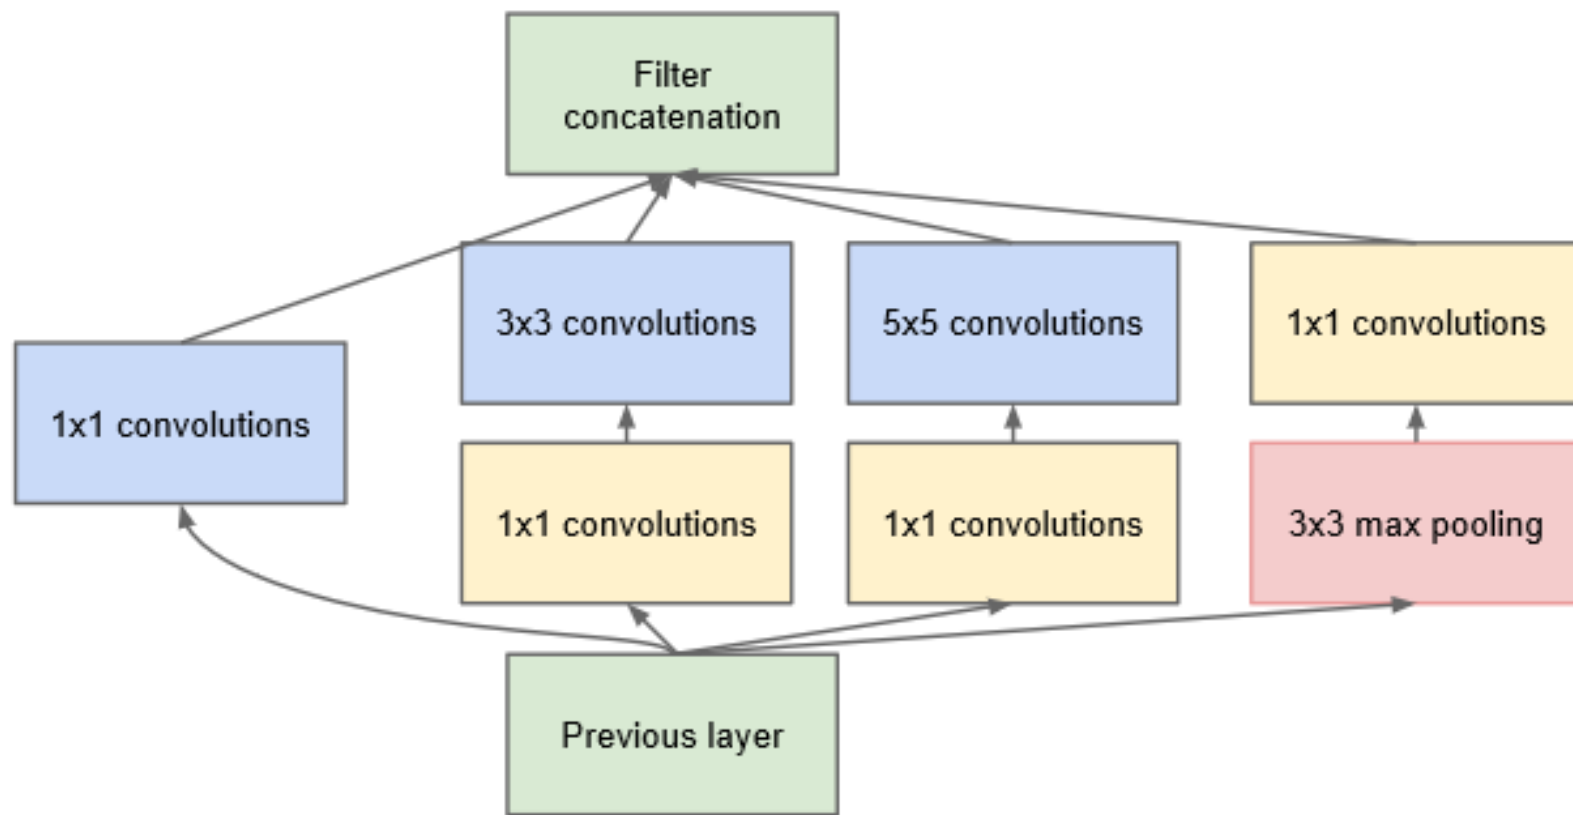 Filter
concatenation
3x3 convolutions
5x5 convolutions
1x1 convolutions
1x1 convolutions
1x1 convolutions
1x1 convolutions
3x3 max pooling
Previous layer